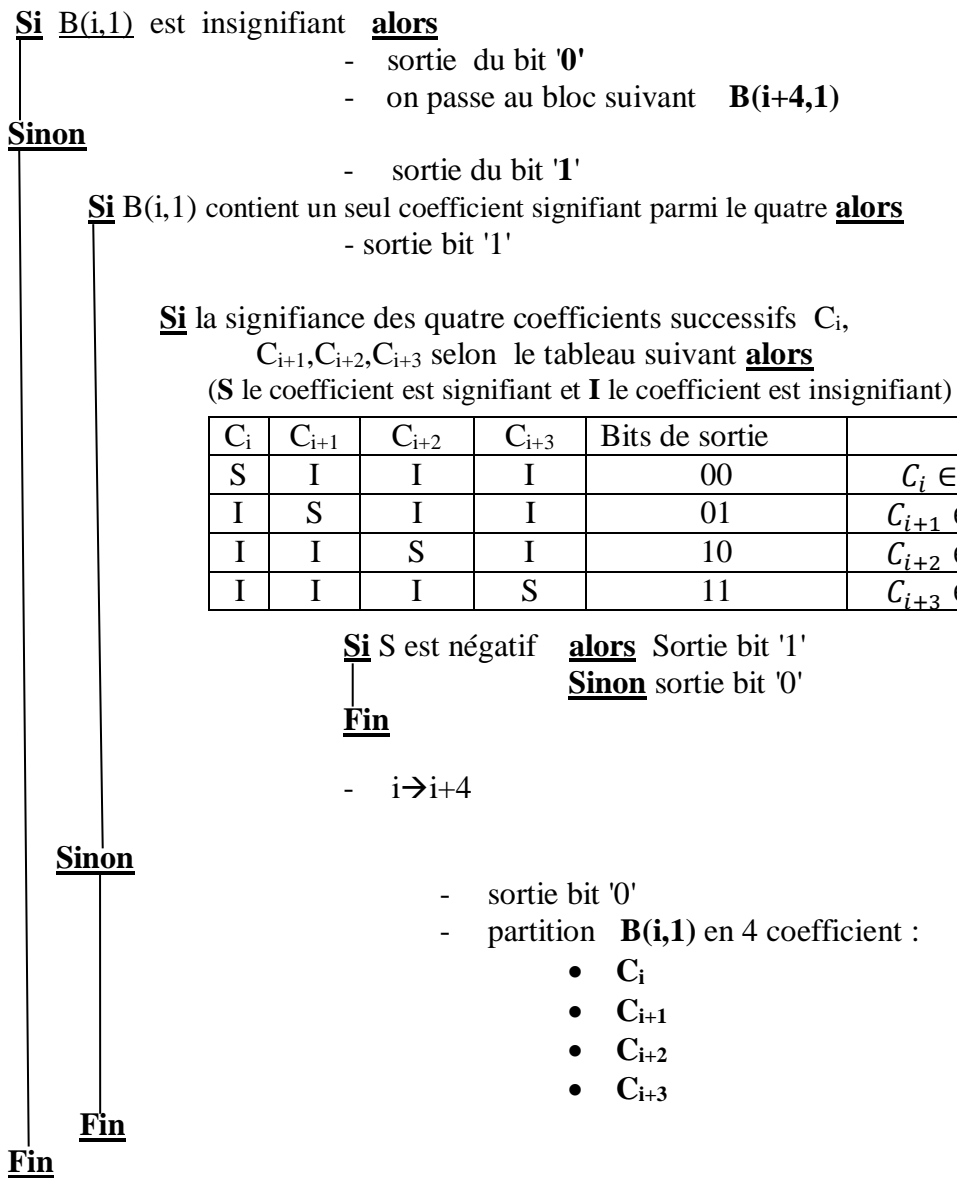 Si B(i,1) est insignifiant alors
- sortie du bit '0'
- on passe au bloc suivant B(i+4,1)
Sinon
- sortie du bit '1'
Si B(i,1) contient un seul coefficient signifiant parmi le quatre alors
- sortie bit '1'
Si la signifiance des quatre coefficients successifs Ci,
Ci+1,Ci+2,Ci+3 selon le tableau suivant alors
(S le coefficient est signifiant et I le coefficient est insignifiant)
Ci Ci+1 Ci+2 Ci+3 Bits de sortie
S I I I 00 Ci ∈
I S I I 01 Ci+1 ∈
I I S I 10 Ci+2 ∈
I I I S 11 Ci+3 ∈
Si S est négatif alors Sortie bit '1'
Sinon sortie bit '0'
Fin
- i→i+4
Sinon
- sortie bit '0'
- partition B(i,1) en 4 coefficient :
• Ci
• Ci+1
• Ci+2
• Ci+3
Fin
Fin